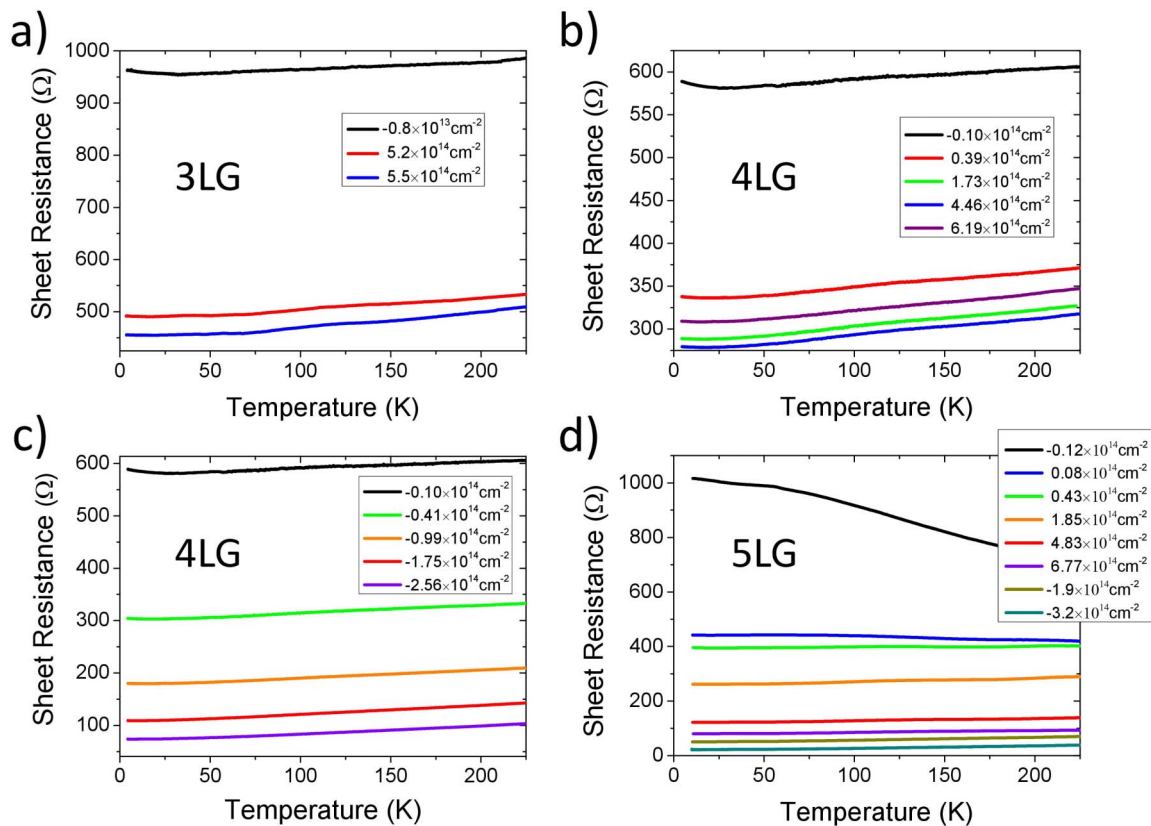 a)
1000
900
800
700
600
500
Sheet Resistance (Ω)
-0.8×10¹³cm⁻²
5.2×10¹⁴cm⁻²
5.5×10¹⁴cm⁻²
3LG
0 50 100 150 200
Temperature (K)
b)
600
575
550
525
500
350
325
300
Sheet Resistance (Ω)
-0.10×10¹⁴cm⁻²
0.39×10¹⁴cm⁻²
1.73×10¹⁴cm⁻²
4.46×10¹⁴cm⁻²
6.19×10¹⁴cm⁻²
4LG
0 50 100 150 200
Temperature (K)
c)
600
500
400
300
200
100
Sheet Resistance (Ω)
-0.10×10¹⁴cm⁻²
-0.41×10¹⁴cm⁻²
-0.99×10¹⁴cm⁻²
-1.75×10¹⁴cm⁻²
-2.56×10¹⁴cm⁻²
4LG
0 50 100 150 200
Temperature (K)
d)
1000
800
600
400
200
0
Sheet Resistance (Ω)
-0.12×10¹⁴cm⁻²
0.08×10¹⁴cm⁻²
0.43×10¹⁴cm⁻²
1.85×10¹⁴cm⁻²
4.83×10¹⁴cm⁻²
6.77×10¹⁴cm⁻²
-1.9×10¹⁴cm⁻²
-3.2×10¹⁴cm⁻²
5LG
0 50 100 150 200
Temperature (K)